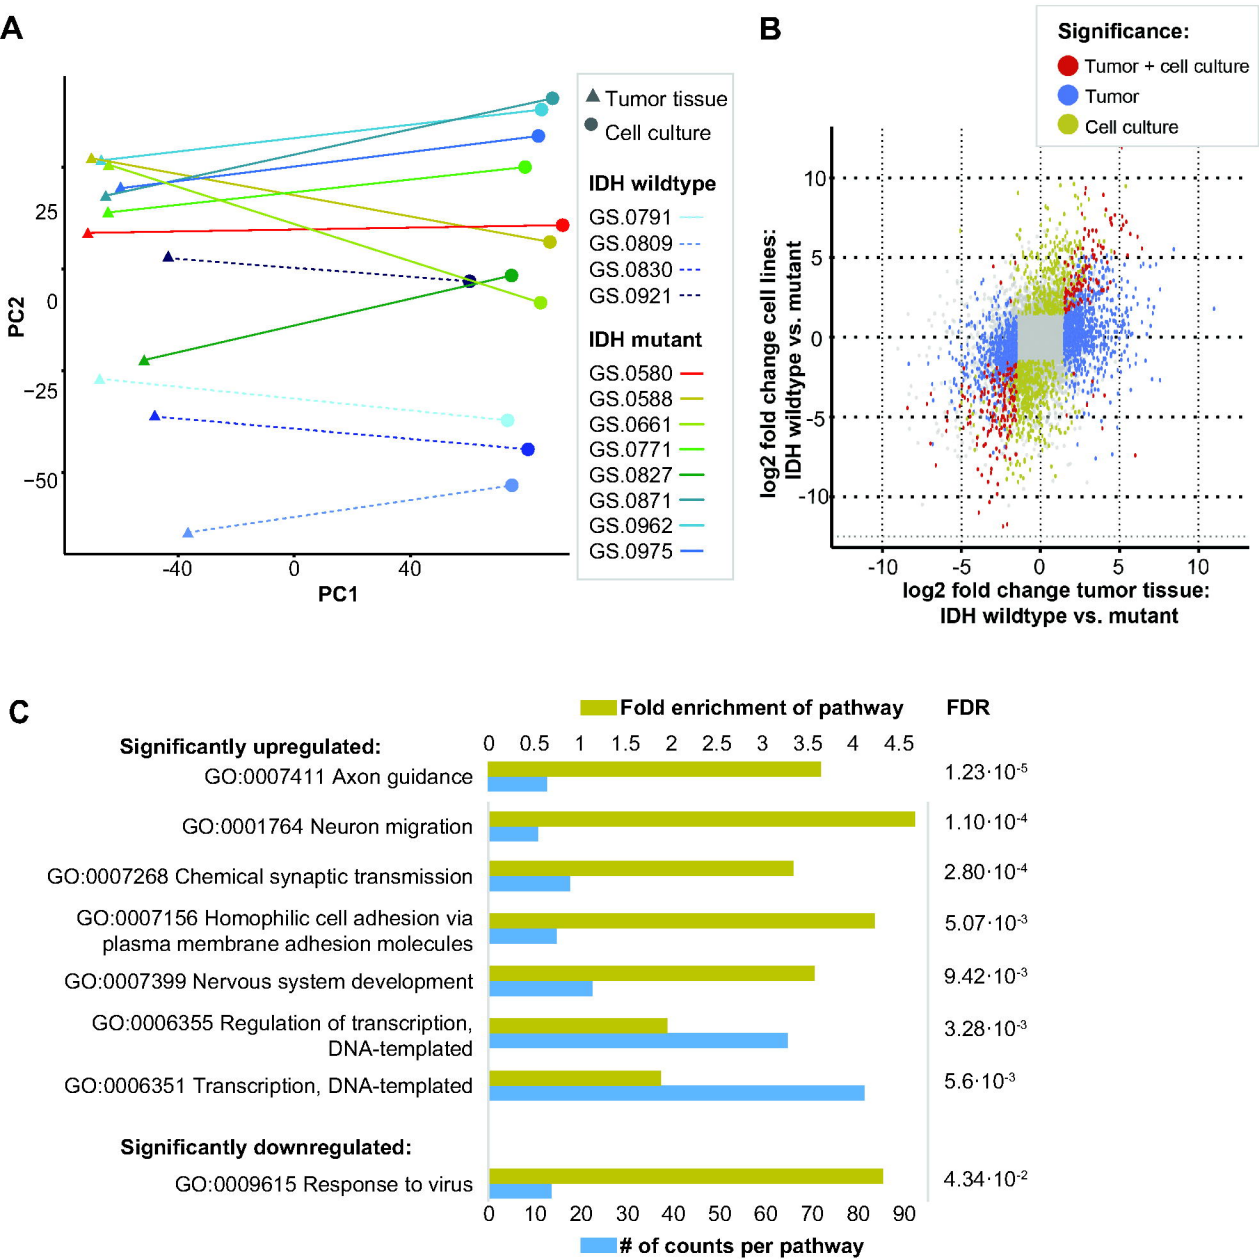 A
PC2
25
0
−25
−50
-40
0
40
PC1
Tumor tissue
Cell culture
IDH wildtype
GS.0791
GS.0809
GS.0830
GS.0921
IDH mutant
GS.0580
GS.0588
GS.0661
GS.0771
GS.0827
GS.0871
GS.0962
GS.0975
B
Significance:
Tumor + cell culture
Tumor
Cell culture
log2 fold change cell lines:
IDH wildtype vs. mutant
10
5
0
-5
-10
-10
-5
0
5
10
log2 fold change tumor tissue:
IDH wildtype vs. mutant
C
Fold enrichment of pathway
FDR
Significantly upregulated:
0 0.5 1 1.5 2 2.5 3 3.5 4 4.5
GO:0007411 Axon guidance
1.23·10⁻⁵
GO:0001764 Neuron migration
1.10·10⁻⁴
GO:0007268 Chemical synaptic transmission
2.80·10⁻⁴
GO:0007156 Homophilic cell adhesion via
plasma membrane adhesion molecules
5.07·10⁻³
GO:0007399 Nervous system development
9.42·10⁻³
GO:0006355 Regulation of transcription,
DNA-templated
3.28·10⁻³
GO:0006351 Transcription, DNA-templated
5.6·10⁻³
Significantly downregulated:
GO:0009615 Response to virus
4.34·10⁻²
0 10 20 30 40 50 60 70 80 90
# of counts per pathway